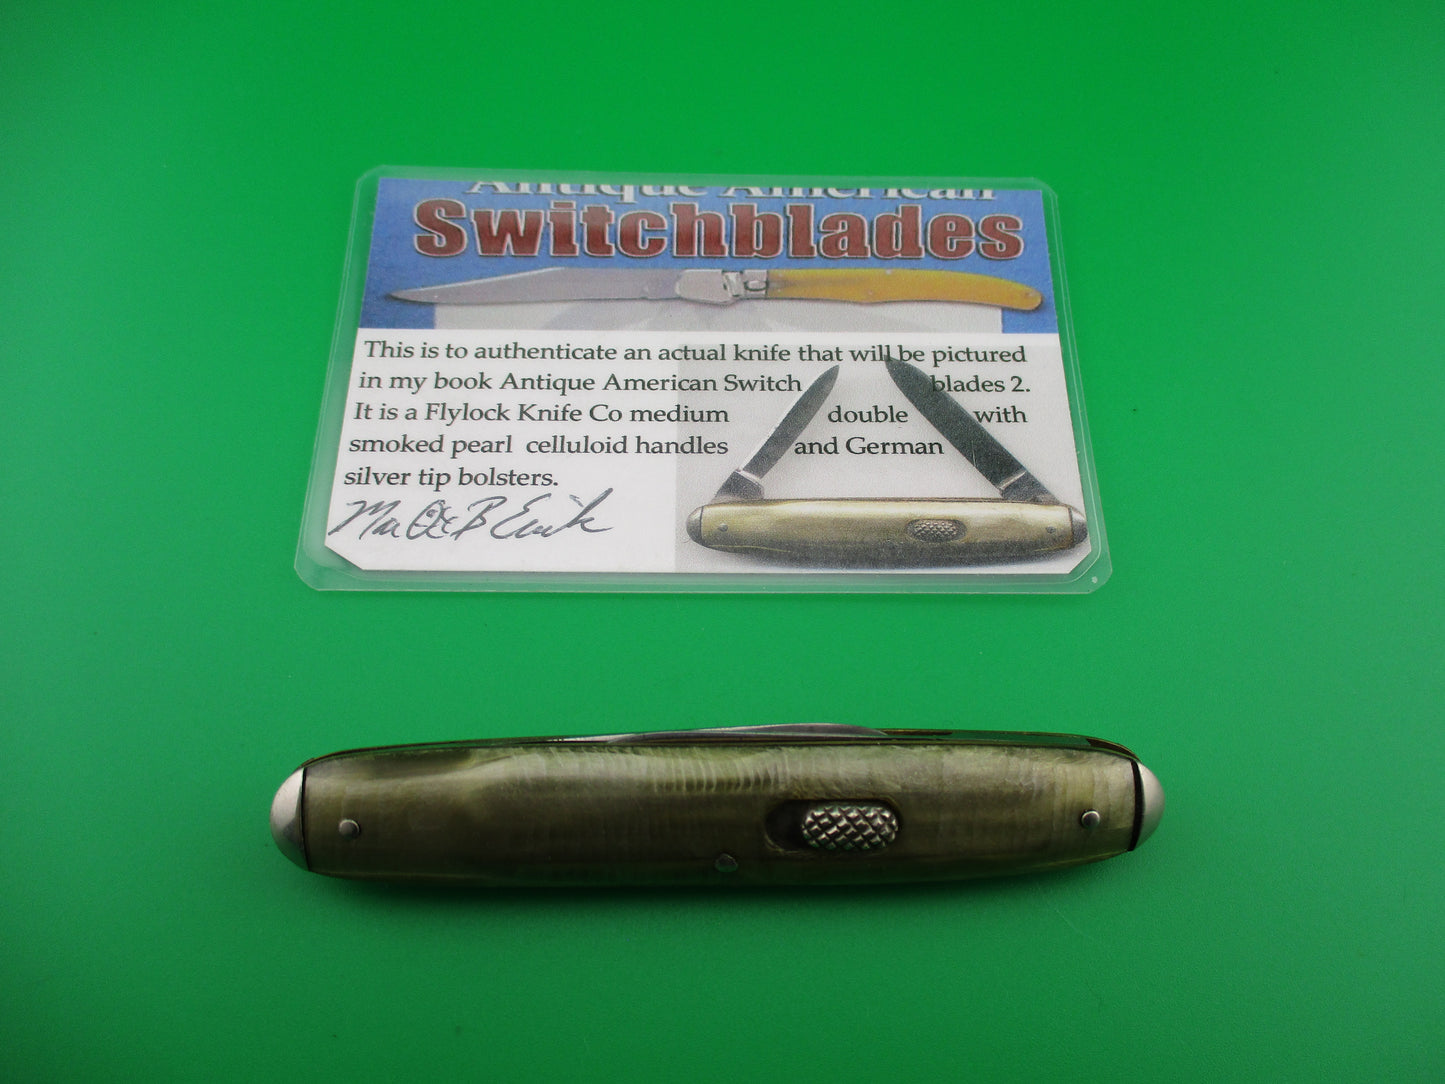 Antique American
Switchblades
This is to authenticate an actual knife that will be pictured
in my book Antique American Switch blades 2.
It is a Flylock Knife Co medium double with
smoked pearl celluloid handles and German
silver tip bolsters.